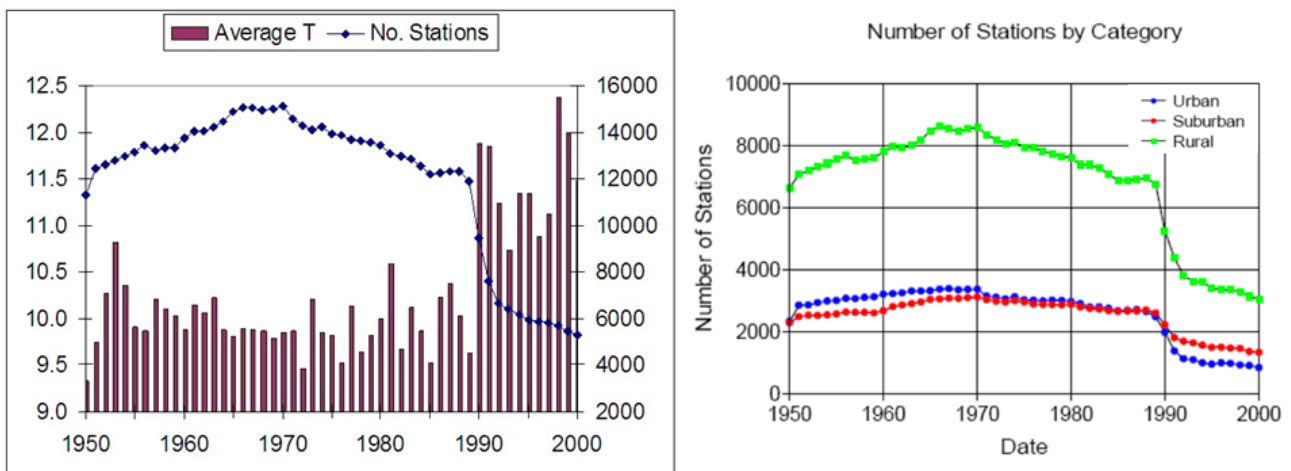 Average T No. Stations
12.5
12.0
11.5
11.0
10.5
10.0
9.5
9.0
16000
14000
12000
10000
8000
6000
4000
2000
1950 1960 1970 1980 1990 2000
Number of Stations by Category
Number of Stations
10000
8000
6000
4000
2000
0
Urban
Suburban
Rural
1950 1960 1970 1980 1990 2000
Date